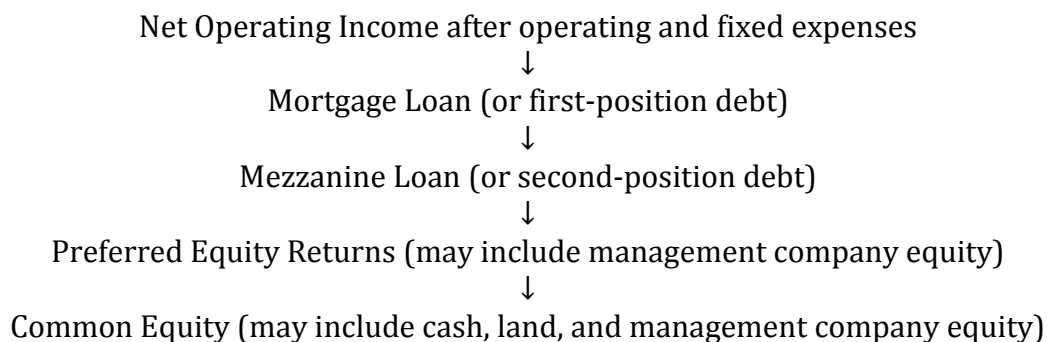 Net Operating Income after operating and fixed expenses
↓
Mortgage Loan (or first-position debt)
↓
Mezzanine Loan (or second-position debt)
↓
Preferred Equity Returns (may include management company equity)
↓
Common Equity (may include cash, land, and management company equity)